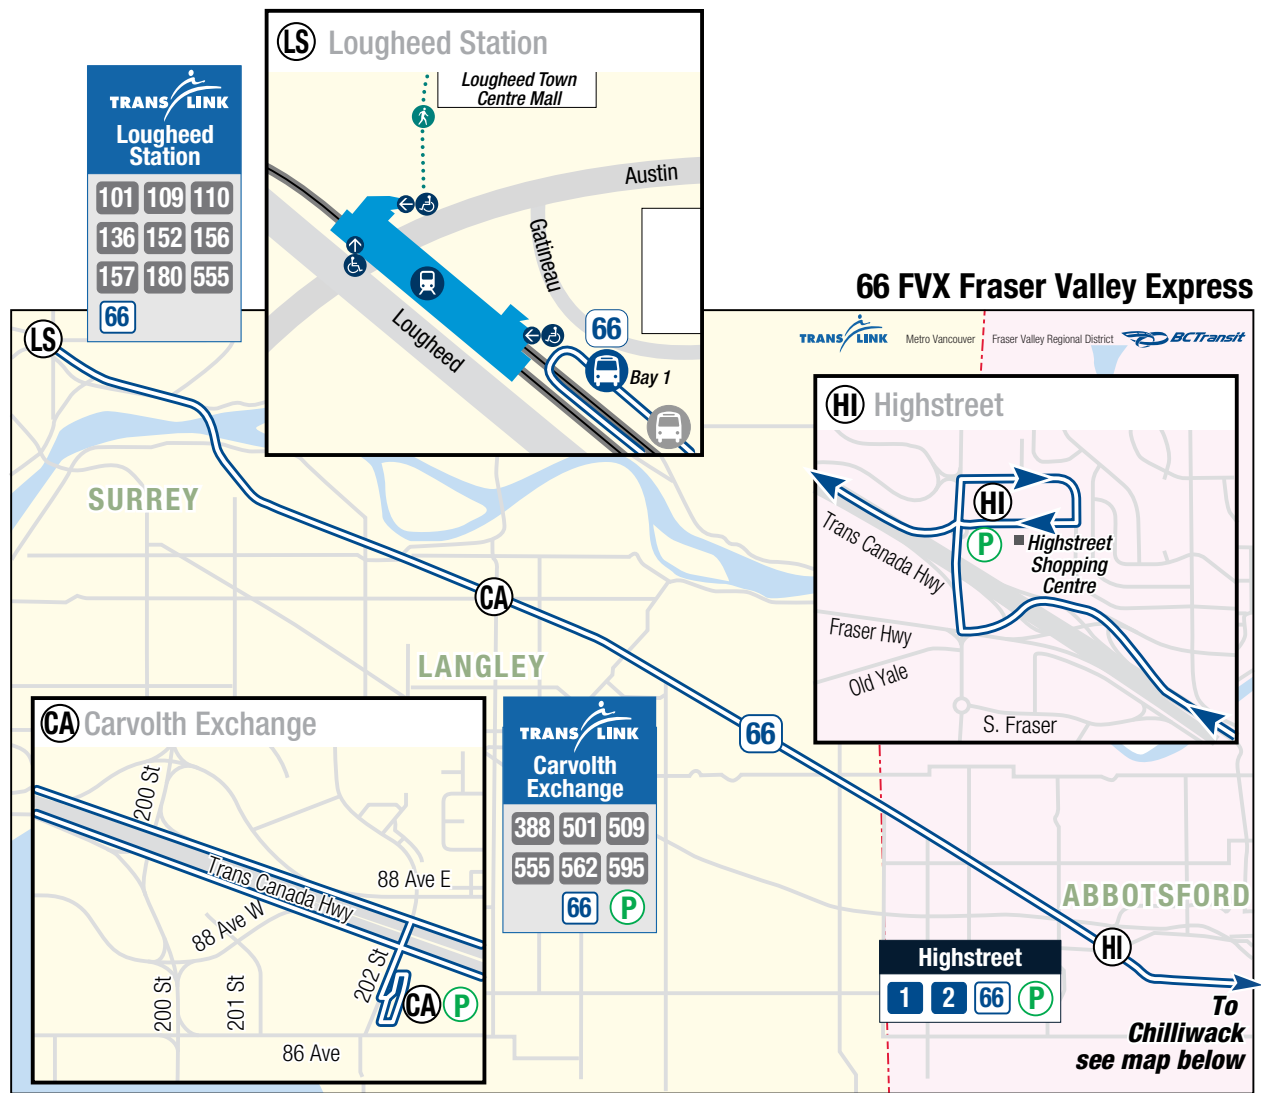 LS Lougheed Station
Lougheed Town
Centre Mall
Austin
Gatineau
Lougheed
66
Bay 1
TRANSLINK
Lougheed
Station
101 109 110
136 152 156
157 180 555
66
66 FVX Fraser Valley Express
TRANSLINK Metro Vancouver Fraser Valley Regional District BCTransit
LS
SURREY
CA
LANGLEY
66
HI Highstreet
HI
P
Highstreet
Shopping
Centre
Trans Canada Hwy
Fraser Hwy
Old Yale
S. Fraser
CA Carvolth Exchange
200 St
Trans Canada Hwy
88 Ave E
88 Ave W
202 St
200 St
201 St
CA P
86 Ave
TRANSLINK
Carvolth
Exchange
388 501 509
555 562 595
66 P
ABBOTSFORD
HI
Highstreet
1 2 66 P
To
Chilliwack
see map below